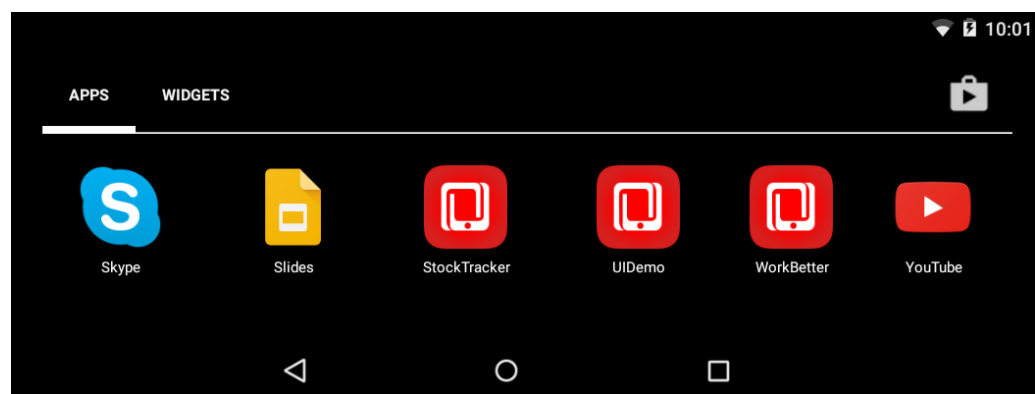 10:01
APPS WIDGETS
S
Skype Slides StockTracker UIDemo WorkBetter YouTube